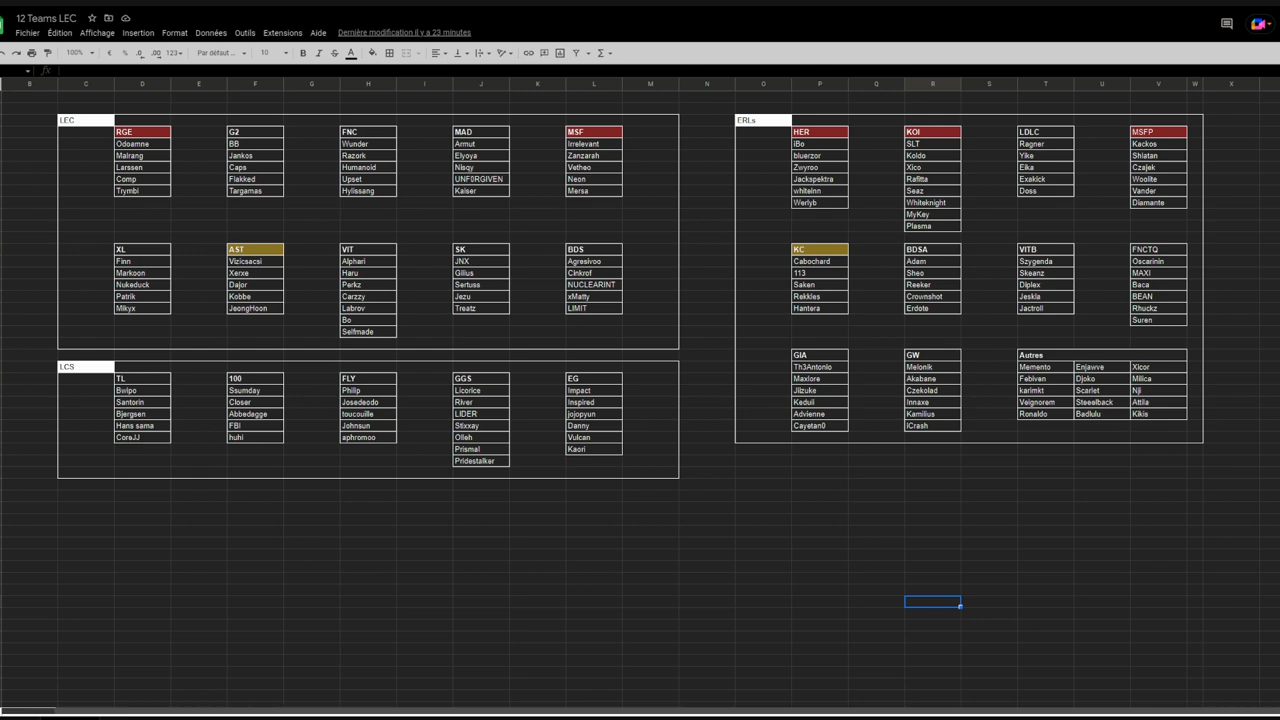 12 Teams LEC
Fichier Édition Affichage Insertion Format Données Outils Extensions Aide Dernière modification il y a 23 minutes
100% € % .0 .00 123 Par défaut ... 10 B I S A
fx
B C D E F G H I J K L M N O P Q R S T U V W X
LEC
RGE G2 FNC MAD MSF
Odoamne BB Wunder Armut Irrelevant
Malrang Jankos Razork Elyoya Zanzarah
Larssen Caps Humanoid Nisqy Vetheo
Comp Flakked Upset UNF0RGIVEN Neon
Trymbi Targamas Hylissang Kaiser Mersa
XL AST VIT SK BDS
Finn Vizicsacsi Alphari JNX Agresivoo
Markoon Xerxe Haru Gilius Cinkrof
Nukeduck Dajor Perkz Sertuss NUCLEARINT
Patrik Kobbe Carzzy Jezu xMatty
Mikyx JeongHoon Labrov Treatz LIMIT
Bo
Selfmade
LCS
TL 100 FLY GGS EG
Bwipo Ssumday Philip Licorice Impact
Santorin Closer Josedeodo River Inspired
Bjergsen Abbedagge toucouille LIDER jojopyun
Hans sama FBI Johnsun Stixxay Danny
CoreJJ huhi aphromoo Olleh Vulcan
Prismal Kaori
Pridestalker
ERLs
HER KOI LDLC MSFP
iBo SLT Ragner Kackos
bluerzor Koldo Yike Shlatan
Zwyroo Xico Eika Czajek
Jackspektra Rafitta Exakick Woolite
whiteinn Seaz Doss Vander
Werlyb Whiteknight Diamante
MyKey
Plasma
KC BDSA VITB FNCTQ
Cabochard Adam Szygenda Oscarinin
113 Sheo Skeanz MAXI
Saken Reeker Diplex Baca
Rekkles Crownshot Jeskla BEAN
Hantera Erdote Jactroll Rhuckz
Suren
GIA GW Autres
Th3Antonio Melonik Memento Enjawve Xicor
Maxlore Akabane Febiven Djoko Milica
Jiizuke Czekolad karimkt Scarlet Nji
Keduii Innaxe Veignorem Steeelback Attila
Advienne Kamilius Ronaldo Badlulu Kikis
Cayetan0 iCrash